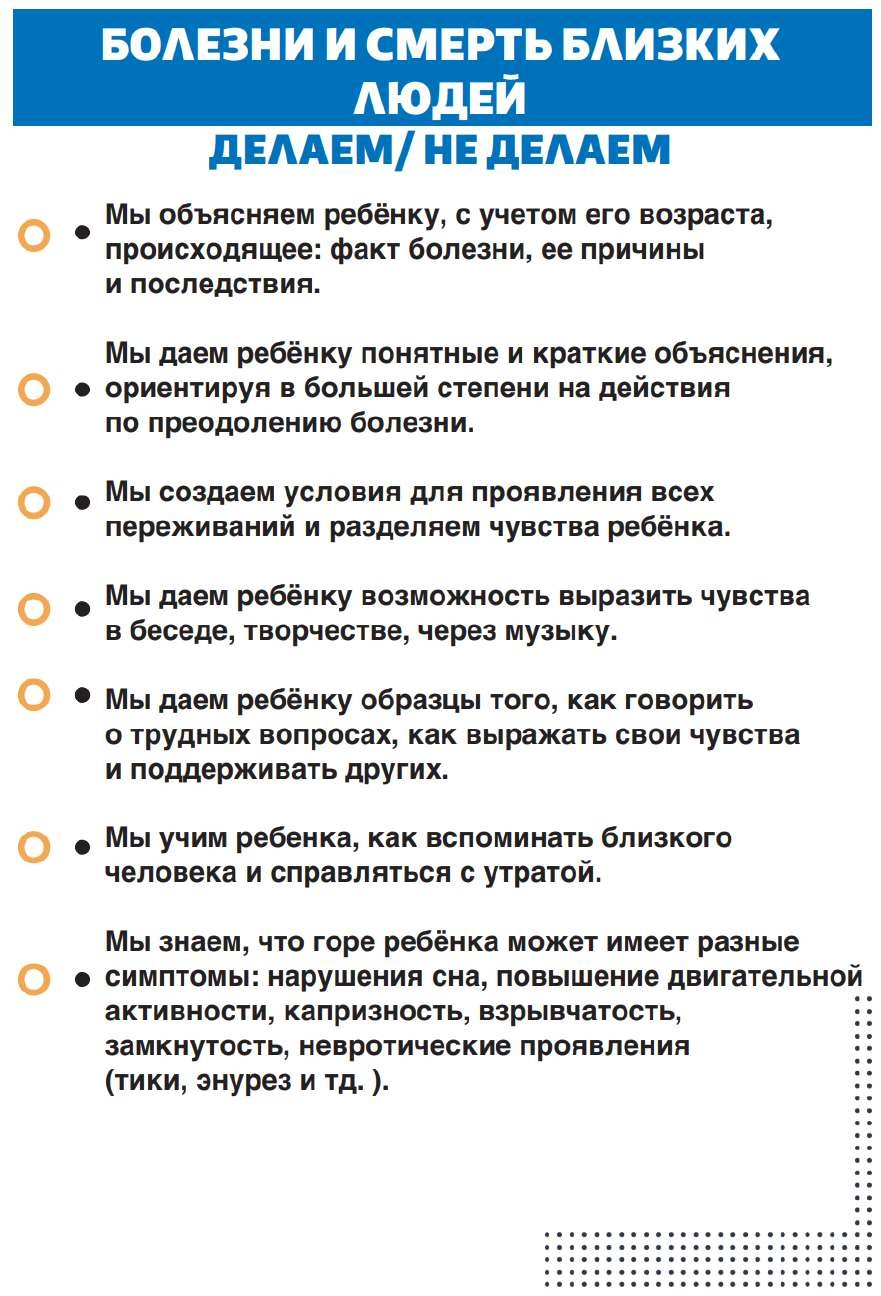 БОЛЕЗНИ И СМЕРТЬ БЛИЗКИХ
ЛЮДЕЙ
ДЕЛАЕМ/ НЕ ДЕЛАЕМ
• Мы объясняем ребёнку, с учетом его возраста,
происходящее: факт болезни, ее причины
и последствия.
Мы даем ребёнку понятные и краткие объяснения,
• ориентируя в большей степени на действия
по преодолению болезни.
• Мы создаем условия для проявления всех
переживаний и разделяем чувства ребёнка.
• Мы даем ребёнку возможность выразить чувства
в беседе, творчестве, через музыку.
• Мы даем ребёнку образцы того, как говорить
о трудных вопросах, как выражать свои чувства
и поддерживать других.
• Мы учим ребенка, как вспоминать близкого
человека и справляться с утратой.
Мы знаем, что горе ребёнка может имеет разные
• симптомы: нарушения сна, повышение двигательной
активности, капризность, взрывчатость,
замкнутость, невротические проявления
(тики, энурез и тд. ).